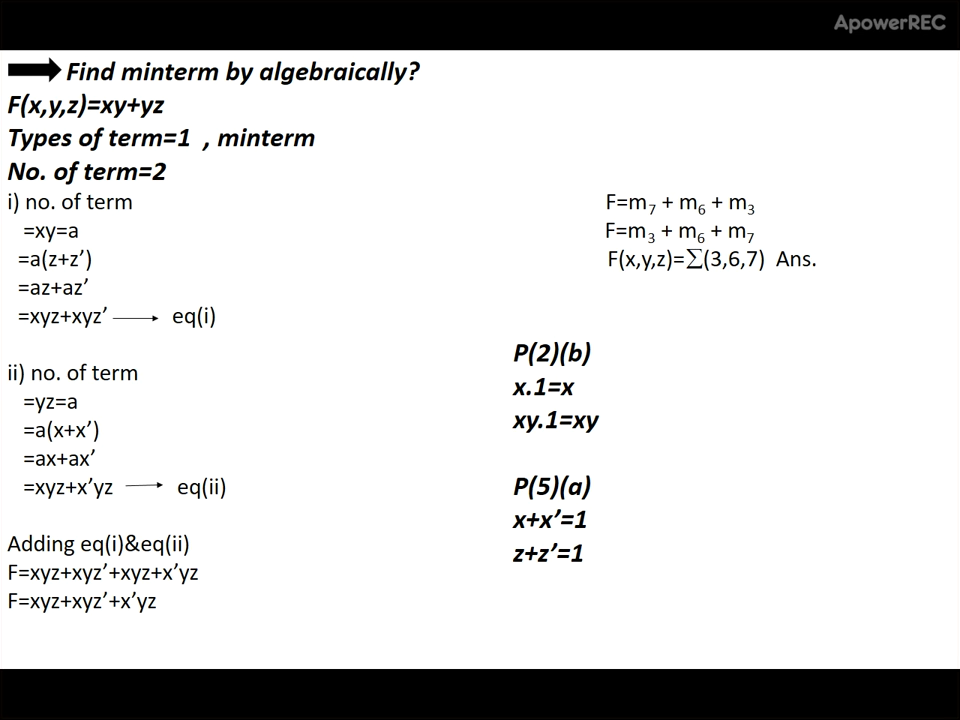 ApowerREC
Find minterm by algebraically?
F(x,y,z)=xy+yz
Types of term=1 , minterm
No. of term=2
i) no. of term
=xy=a
=a(z+z’)
=az+az’
=xyz+xyz’ ⟶ eq(i)
ii) no. of term
=yz=a
=a(x+x’)
=ax+ax’
=xyz+x’yz ⟶ eq(ii)
Adding eq(i)&eq(ii)
F=xyz+xyz’+xyz+x’yz
F=xyz+xyz’+x’yz
F=m₇ + m₆ + m₃
F=m₃ + m₆ + m₇
F(x,y,z)=∑(3,6,7) Ans.
P(2)(b)
x.1=x
xy.1=xy
P(5)(a)
x+x’=1
z+z’=1